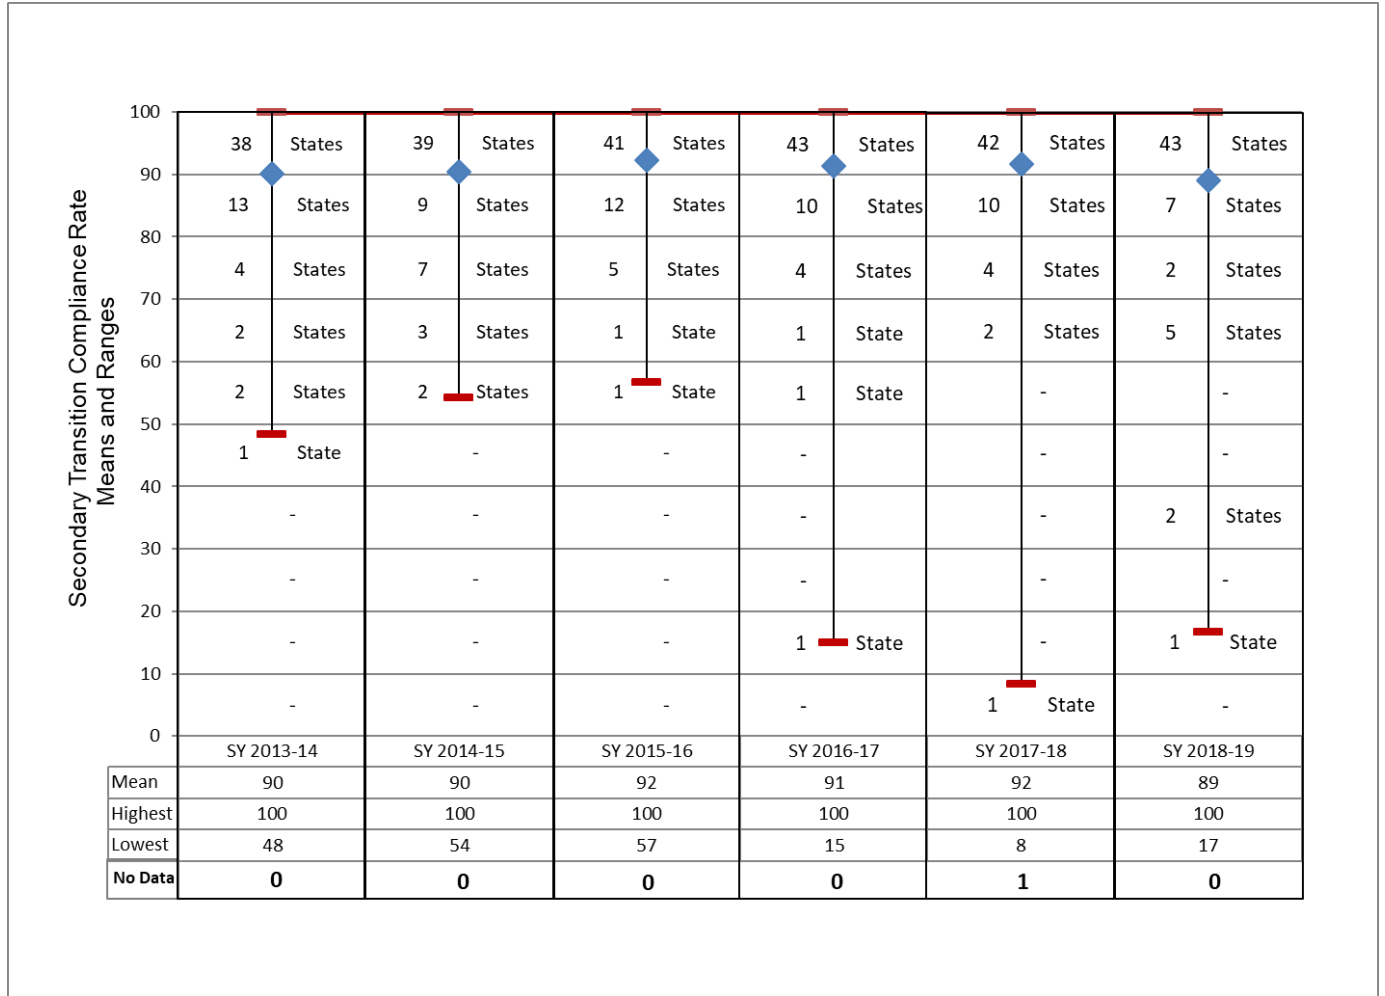 Secondary Transition Compliance Rate
Means and Ranges
100
38 States 39 States 41 States 43 States 42 States 43 States
90
13 States 9 States 12 States 10 States 10 States 7 States
80
4 States 7 States 5 States 4 States 4 States 2 States
70
2 States 3 States 1 State 1 State 2 States 5 States
60
2 States 2 States 1 State 1 State - -
50
1 State - - - - -
40
- - - - - 2 States
30
- - - - - -
20
- - - 1 State - 1 State
10
- - - - 1 State -
0
SY 2013-14 SY 2014-15 SY 2015-16 SY 2016-17 SY 2017-18 SY 2018-19
Mean 90 90 92 91 92 89
Highest 100 100 100 100 100 100
Lowest 48 54 57 15 8 17
No Data 0 0 0 0 1 0